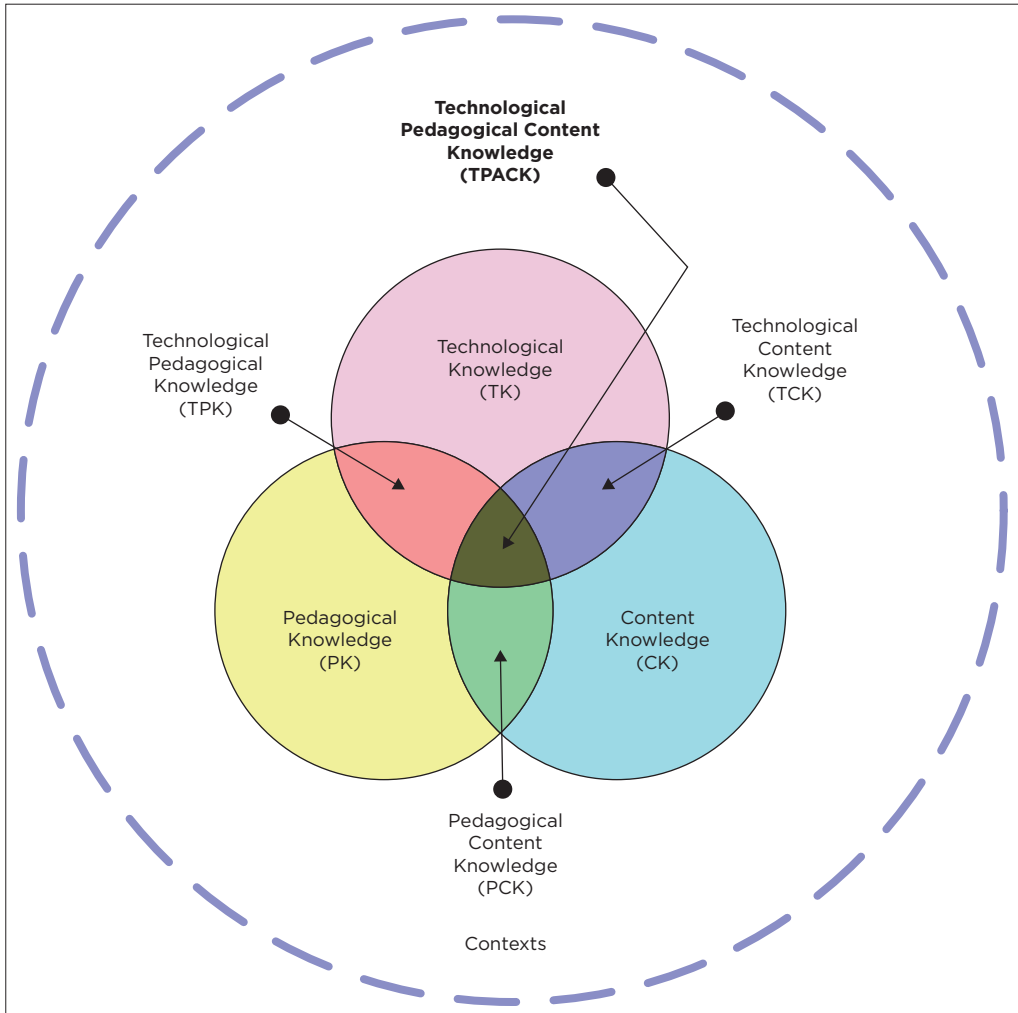 Technological
Pedagogical Content
Knowledge
(TPACK)
Technological
Pedagogical
Knowledge
(TPK)
Technological
Knowledge
(TK)
Technological
Content
Knowledge
(TCK)
Pedagogical
Knowledge
(PK)
Content
Knowledge
(CK)
Pedagogical
Content
Knowledge
(PCK)
Contexts